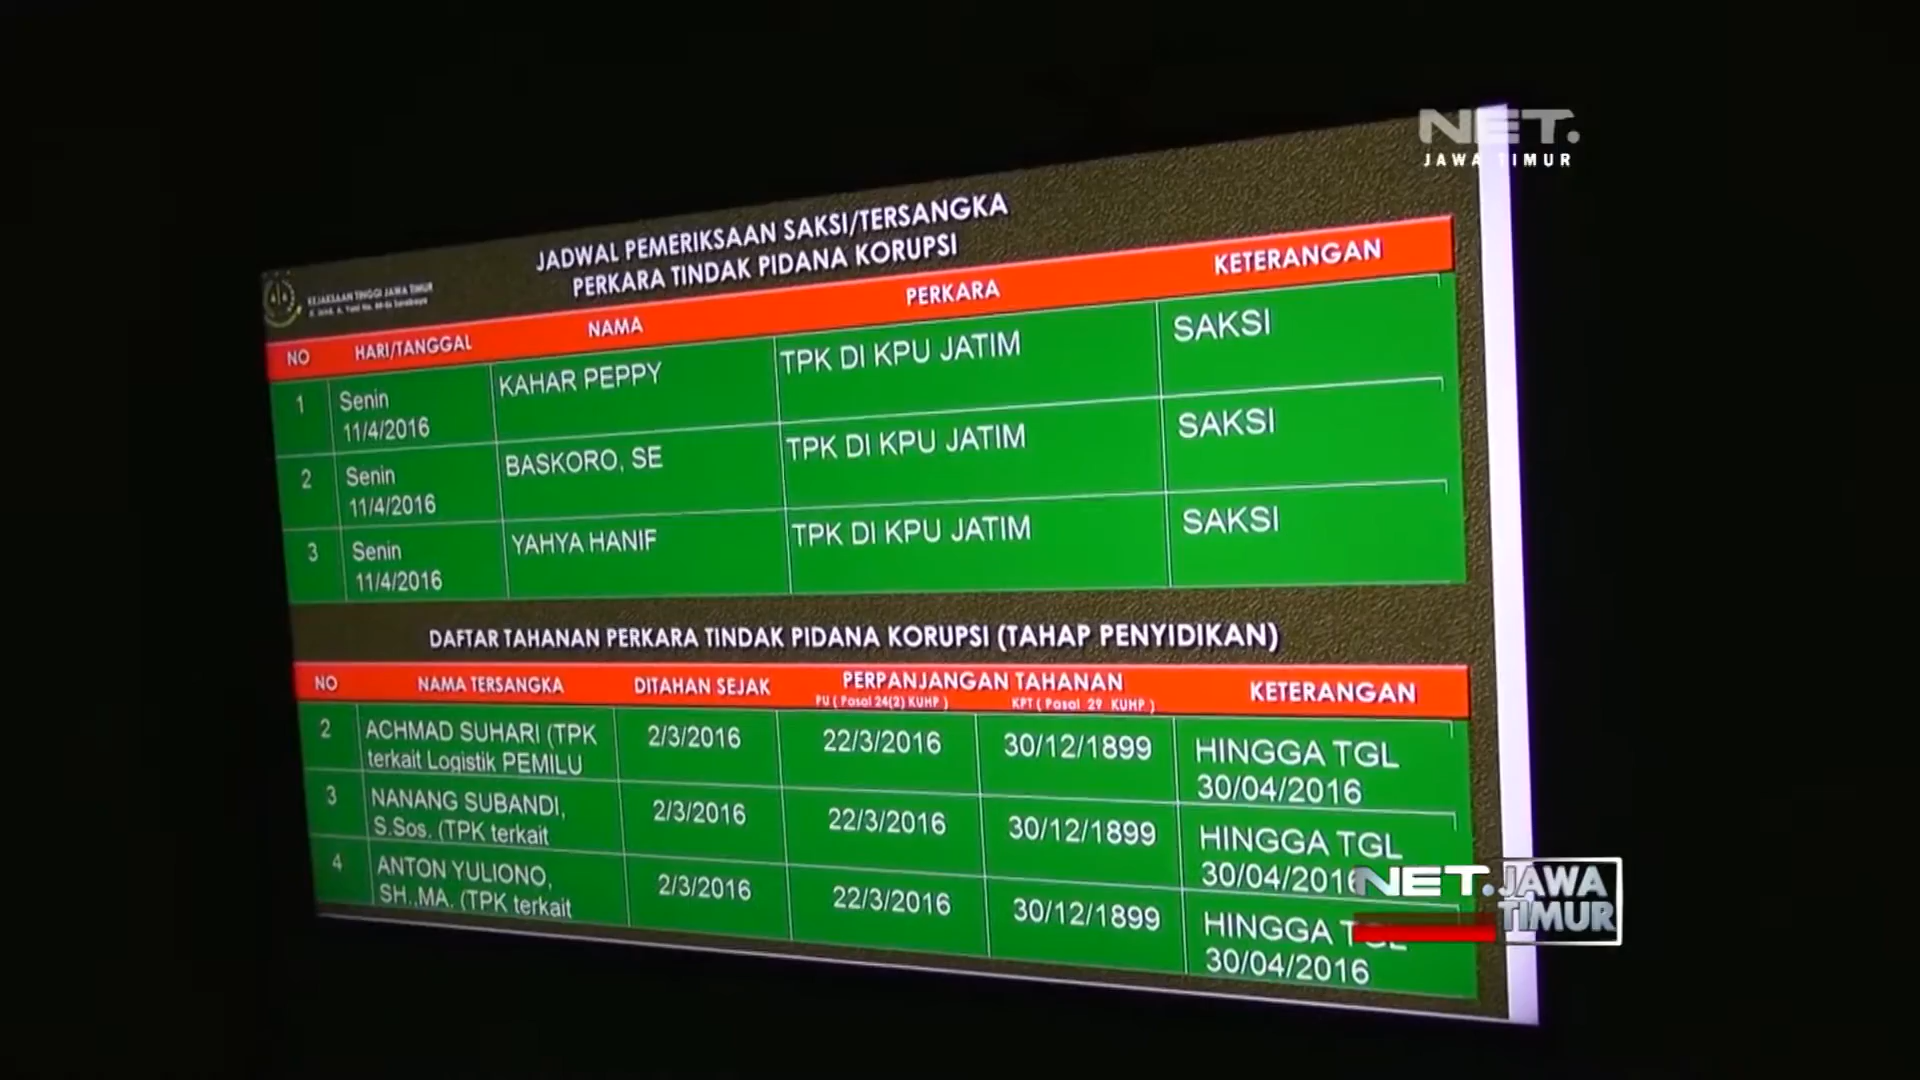 NET.
JAWA TIMUR
KEJAKSAAN TINGGI JAWA TIMUR
JADWAL PEMERIKSAAN SAKSI/TERSANGKA
PERKARA TINDAK PIDANA KORUPSI
NO HARI/TANGGAL NAMA PERKARA KETERANGAN
1 Senin 11/4/2016 KAHAR PEPPY TPK DI KPU JATIM SAKSI
2 Senin 11/4/2016 BASKORO, SE TPK DI KPU JATIM SAKSI
3 Senin 11/4/2016 YAHYA HANIF TPK DI KPU JATIM SAKSI
DAFTAR TAHANAN PERKARA TINDAK PIDANA KORUPSI (TAHAP PENYIDIKAN)
NO NAMA TERSANGKA DITAHAN SEJAK PERPANJANGAN TAHANAN KETERANGAN
PU ( Pasal 24(2) KUHP ) KPT ( Pasal 29 KUHP )
2 ACHMAD SUHARI (TPK terkait Logistik PEMILU 2/3/2016 22/3/2016 30/12/1899 HINGGA TGL 30/04/2016
3 NANANG SUBANDI, S.Sos. (TPK terkait 2/3/2016 22/3/2016 30/12/1899 HINGGA TGL 30/04/2016
4 ANTON YULIONO, SH.,MA. (TPK terkait 2/3/2016 22/3/2016 30/12/1899 HINGGA TGL 30/04/2016
NET. JAWA TIMUR